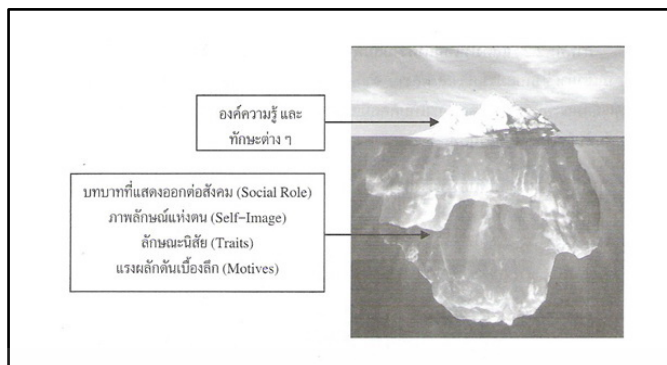 องค์ความรู้ และ
ทักษะต่าง ๆ
บทบาทที่แสดงออกต่อสังคม (Social Role)
ภาพลักษณ์แห่งตน (Self-Image)
ลักษณะนิสัย (Traits)
แรงผลักดันเบื้องลึก (Motives)